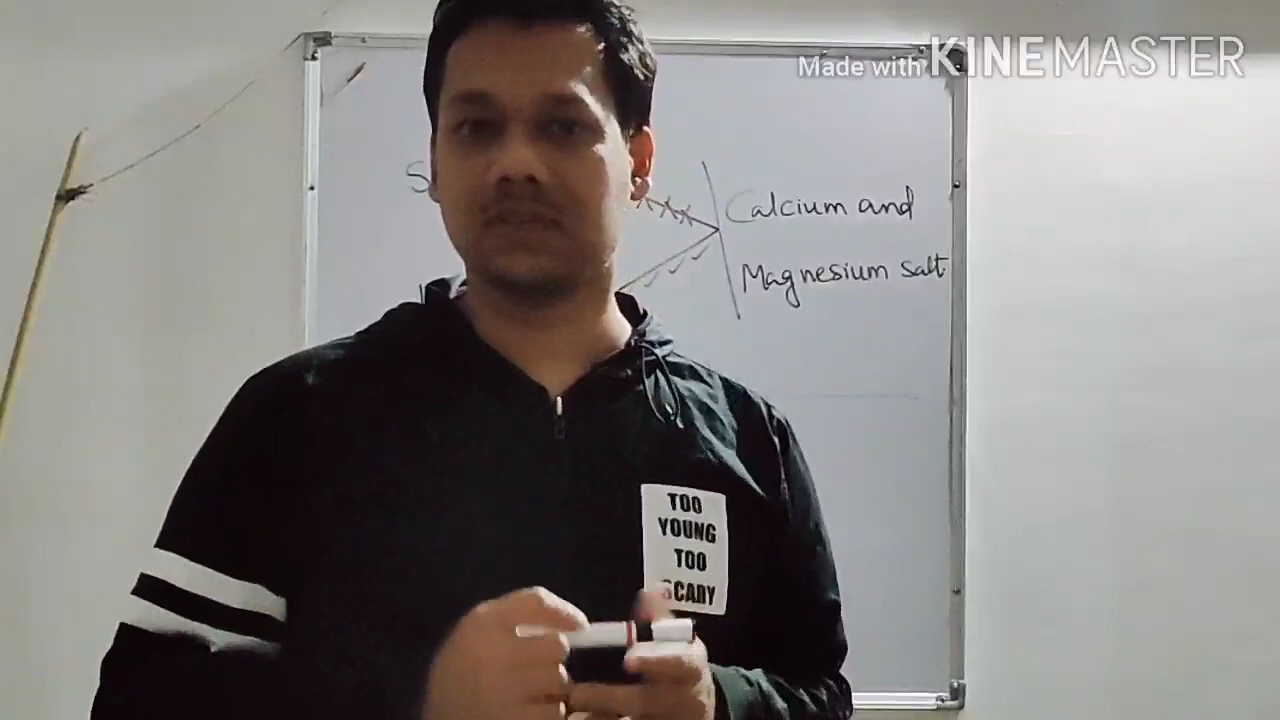 Made with KINEMASTER
Calcium and
Magnesium salt
TOO
YOUNG
TOO
SCARY